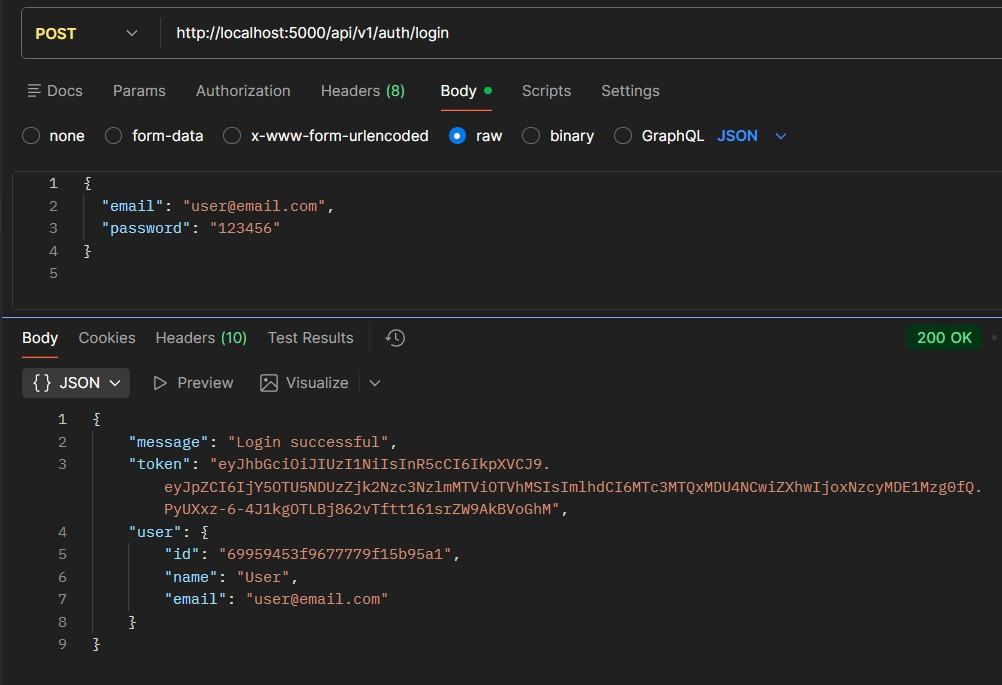 POST http://localhost:5000/api/v1/auth/login
Docs Params Authorization Headers (8) Body Scripts Settings
none form-data x-www-form-urlencoded raw binary GraphQL JSON
1 {
2 "email": "user@email.com",
3 "password": "123456"
4 }
5
Body Cookies Headers (10) Test Results 200 OK
{} JSON Preview Visualize
1 {
2 "message": "Login successful",
3 "token": "eyJhbGciOiJIUzI1NiIsInR5cCI6IkpXVCJ9.
eyJpZCI6IjY5OTU5NDUzZjk2Nzc3NzlmMTViOTVhMSIsImlhdCI6MTc3MTQxMDU4NCwiZXhwIjoxNzcyMDE1Mzg0fQ.
PyUXxz-6-4J1kgOTLBj862vTftt161srZW9AkBVoGhM",
4 "user": {
5 "id": "69959453f9677779f15b95a1",
6 "name": "User",
7 "email": "user@email.com"
8 }
9 }